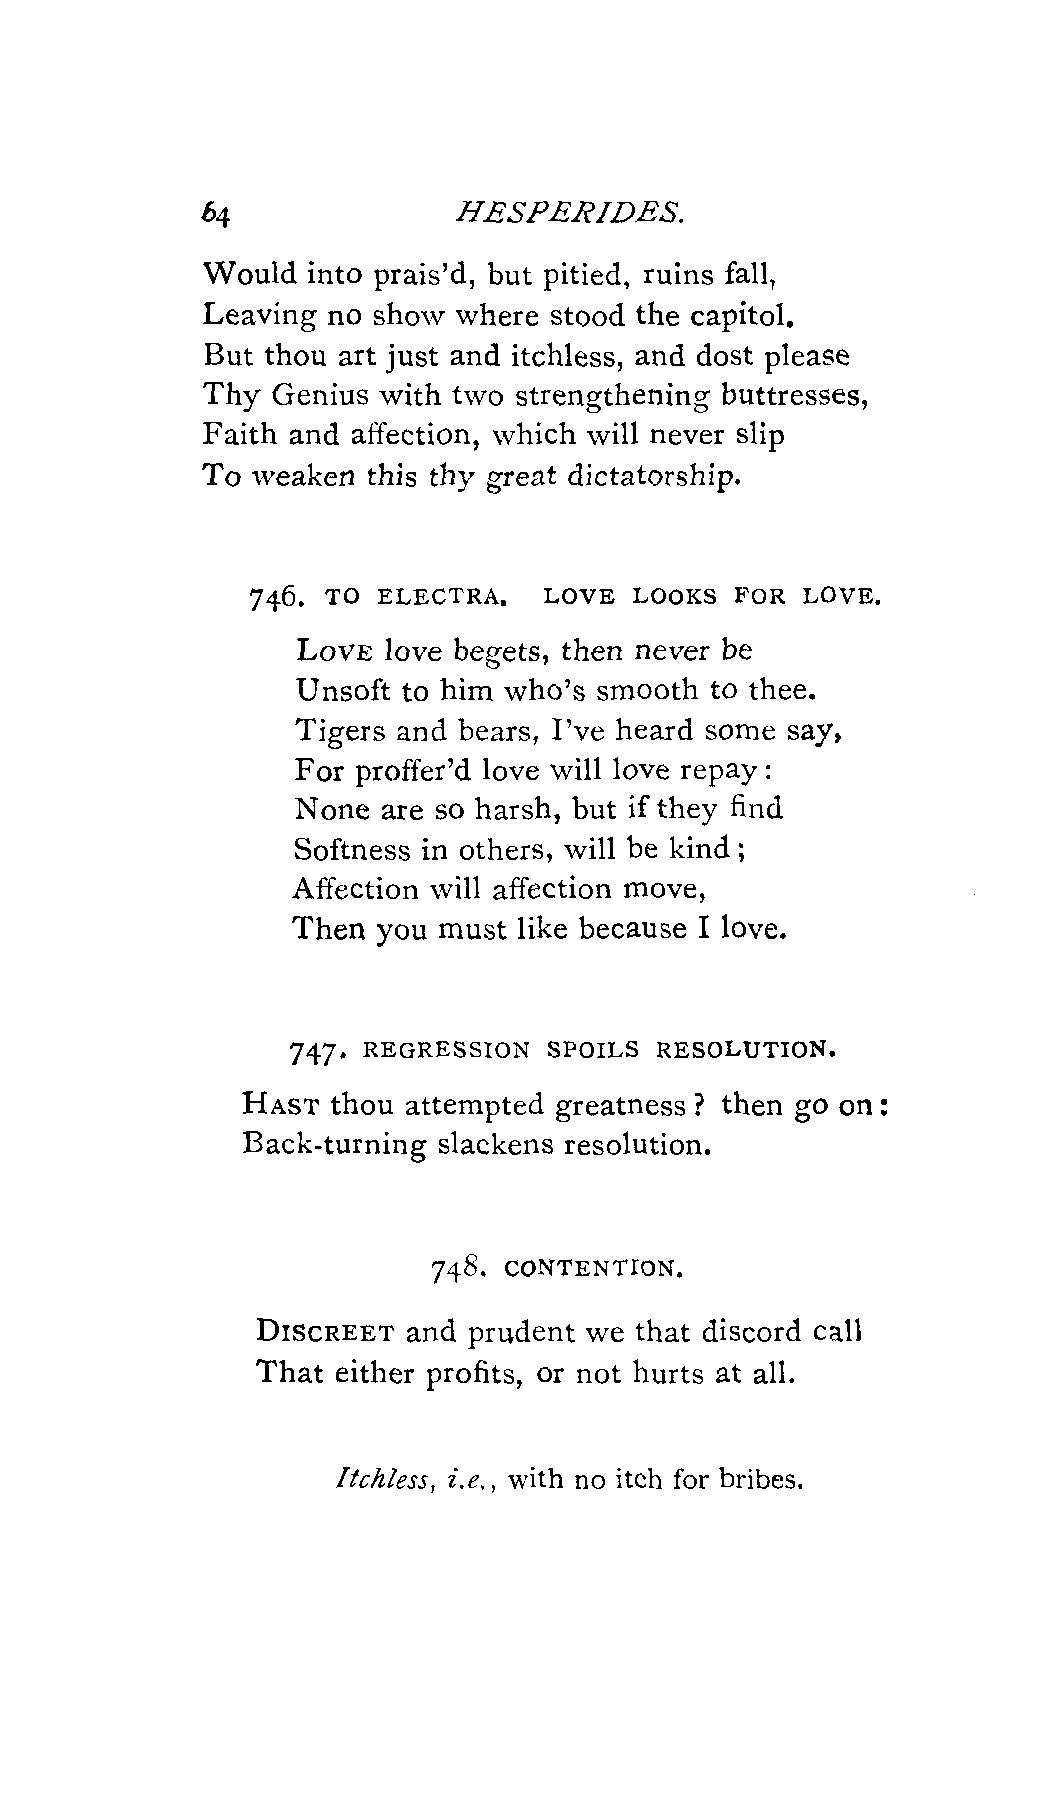 64 HESPERIDES.
Would into prais'd, but pitied, ruins fall,
Leaving no show where stood the capitol.
But thou art just and itchless, and dost please
Thy Genius with two strengthening buttresses,
Faith and affection, which will never slip
To weaken this thy great dictatorship.
746. TO ELECTRA. LOVE LOOKS FOR LOVE.
LOVE love begets, then never be
Unsoft to him who's smooth to thee.
Tigers and bears, I've heard some say,
For proffer'd love will love repay:
None are so harsh, but if they find
Softness in others, will be kind;
Affection will affection move,
Then you must like because I love.
747. REGRESSION SPOILS RESOLUTION.
HAST thou attempted greatness? then go on:
Back-turning slackens resolution.
748. CONTENTION.
DISCREET and prudent we that discord call
That either profits, or not hurts at all.
Itchless, i.e., with no itch for bribes.